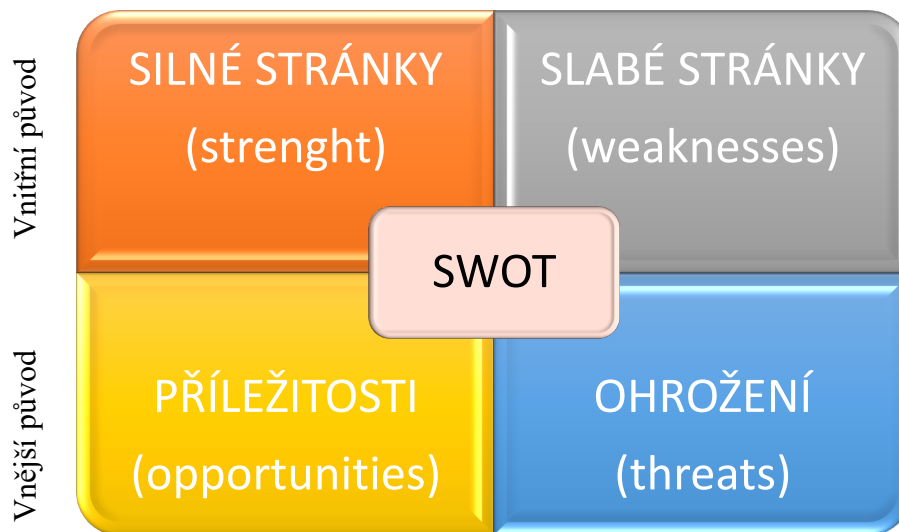 Vnitřní původ
SILNÉ STRÁNKY
(strenght)
SLABÉ STRÁNKY
(weaknesses)
SWOT
Vnější původ
PŘÍLEŽITOSTI
(opportunities)
OHROŽENÍ
(threats)